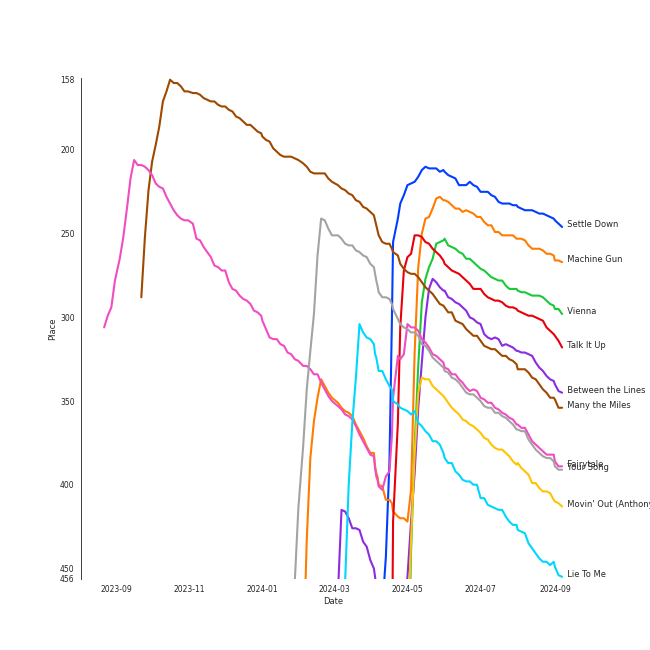 158
200
250
300
350
400
450
456
Place
2023-09
2023-11
2024-01
2024-03
2024-05
2024-07
2024-09
Date
Settle Down
Machine Gun
Vienna
Talk It Up
Between the Lines
Many the Miles
Fairytale
Your Song
Movin' Out (Anthony
Lie To Me